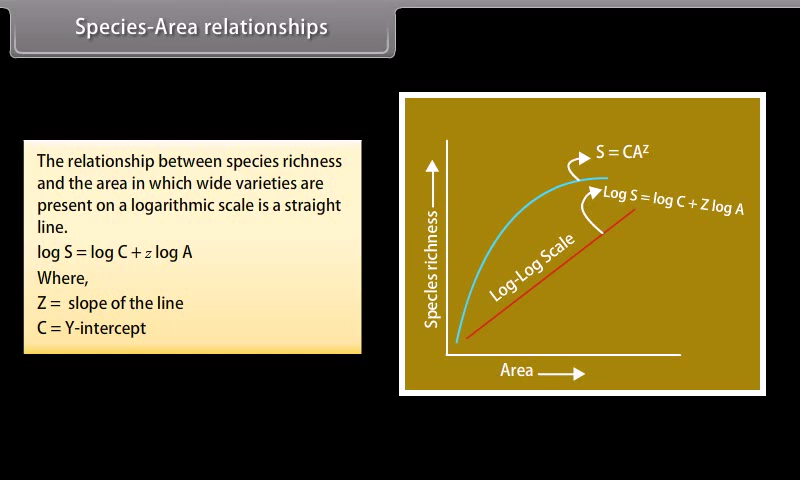 Species-Area relationships
The relationship between species richness
and the area in which wide varieties are
present on a logarithmic scale is a straight
line.
log S = log C + z log A
Where,
Z = slope of the line
C = Y-intercept
S = CAᶻ
Log S = log C + Z log A
Log-Log Scale
Species richness
Area